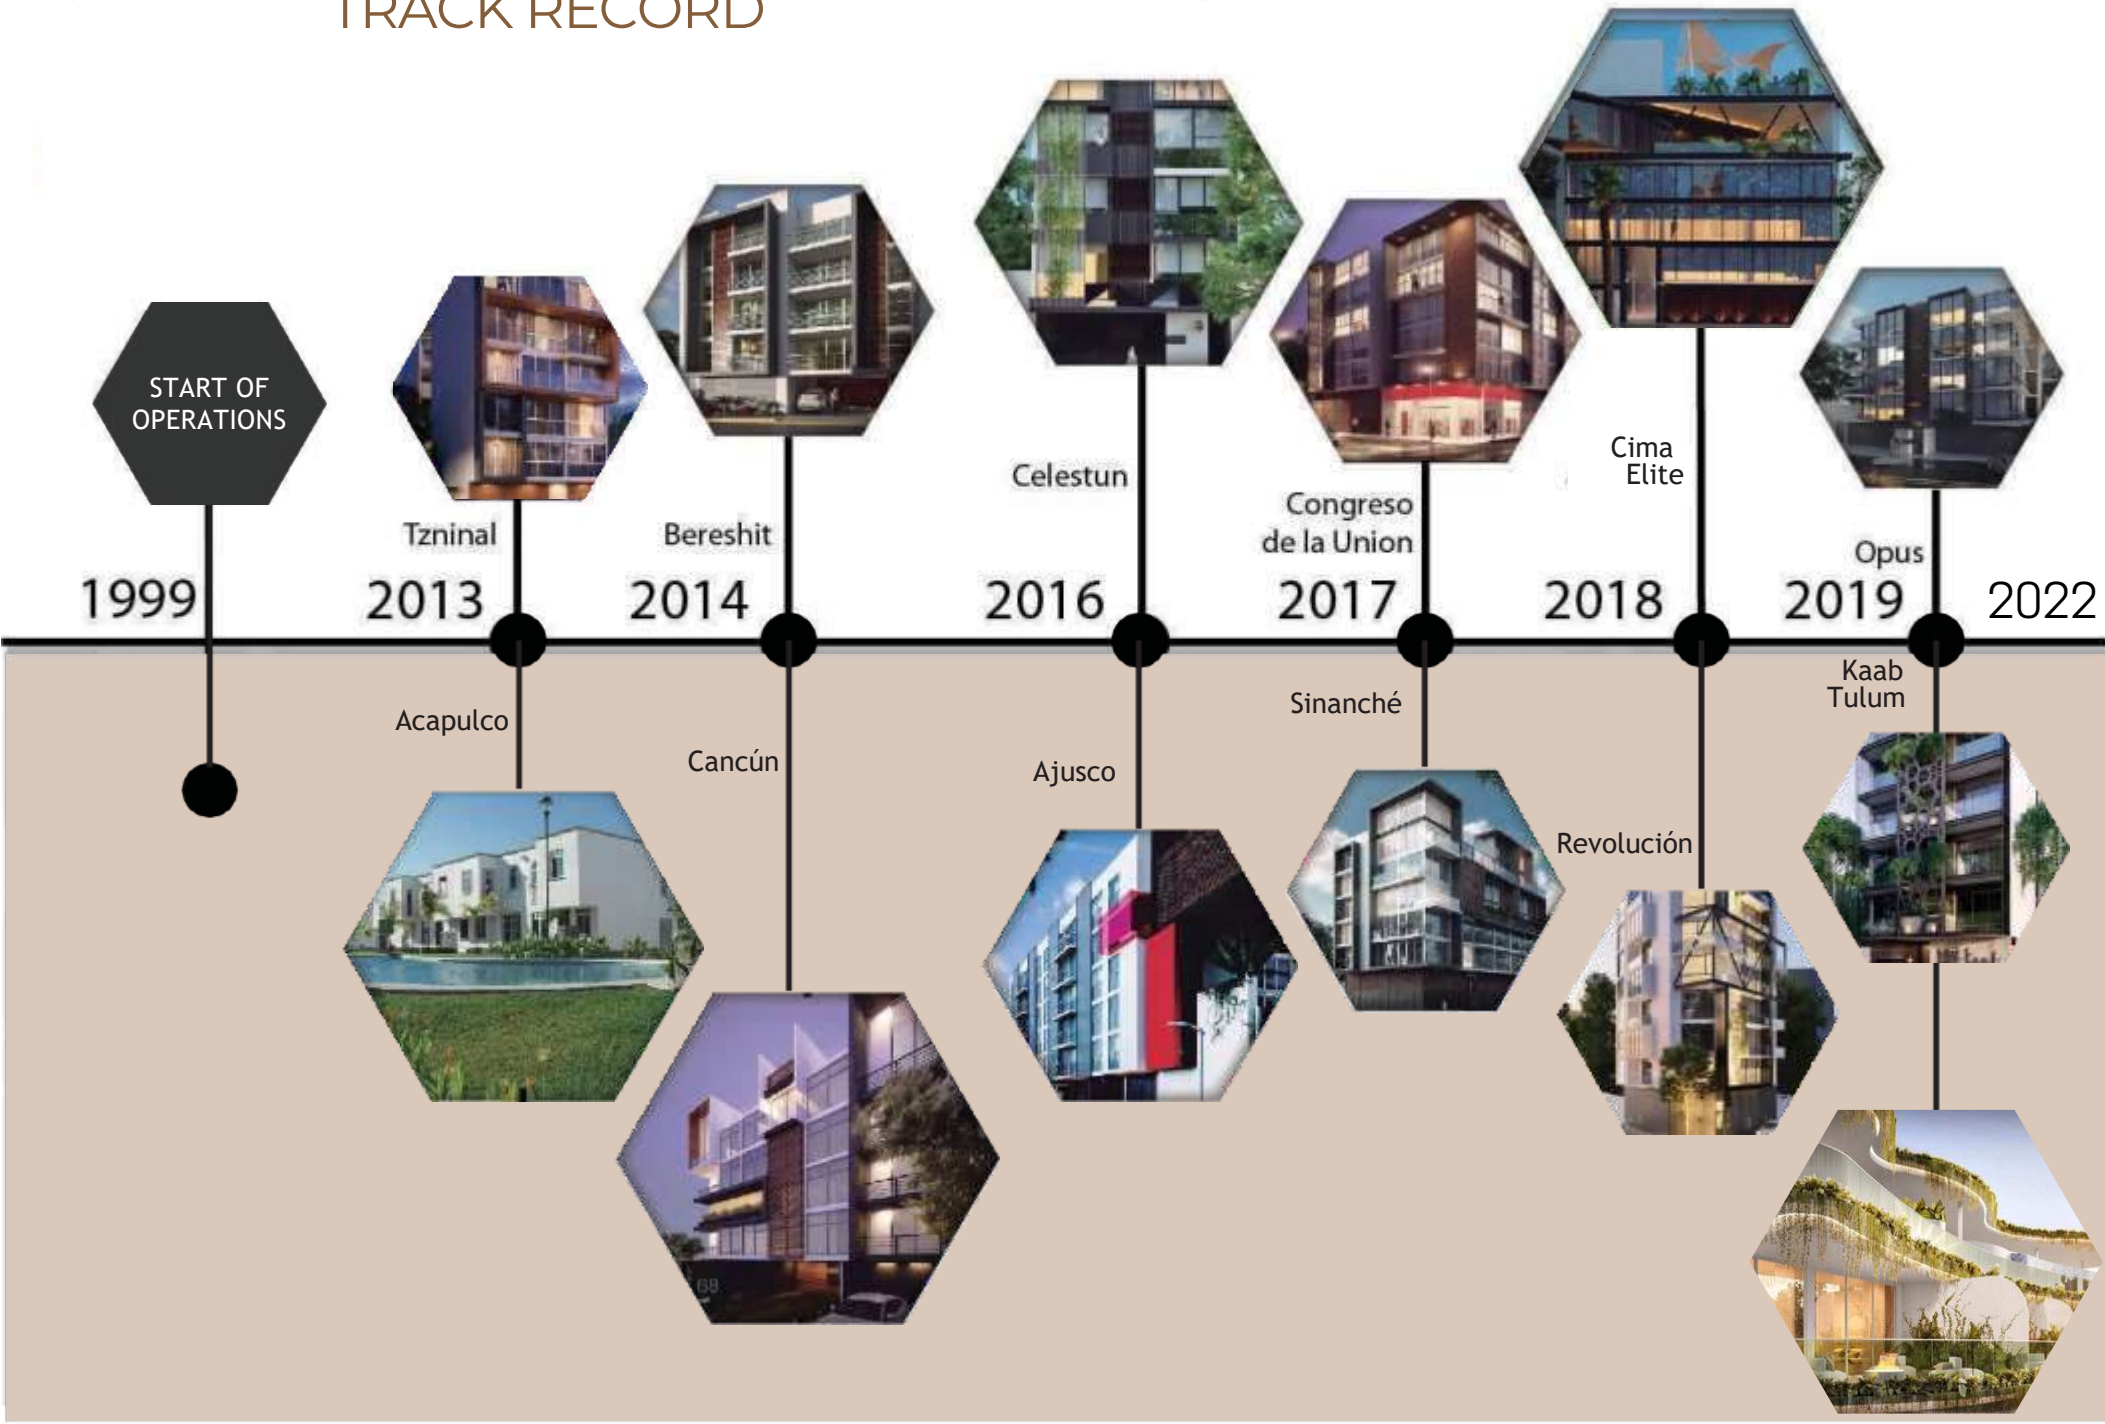 TRACK RECORD
START OF
OPERATIONS
Tzninal
Bereshit
Celestun
Congreso
de la Union
Cima
Elite
Opus
1999
2013
2014
2016
2017
2018
2019
2022
Acapulco
Cancún
Ajusco
Sinanché
Revolución
Kaab
Tulum
68